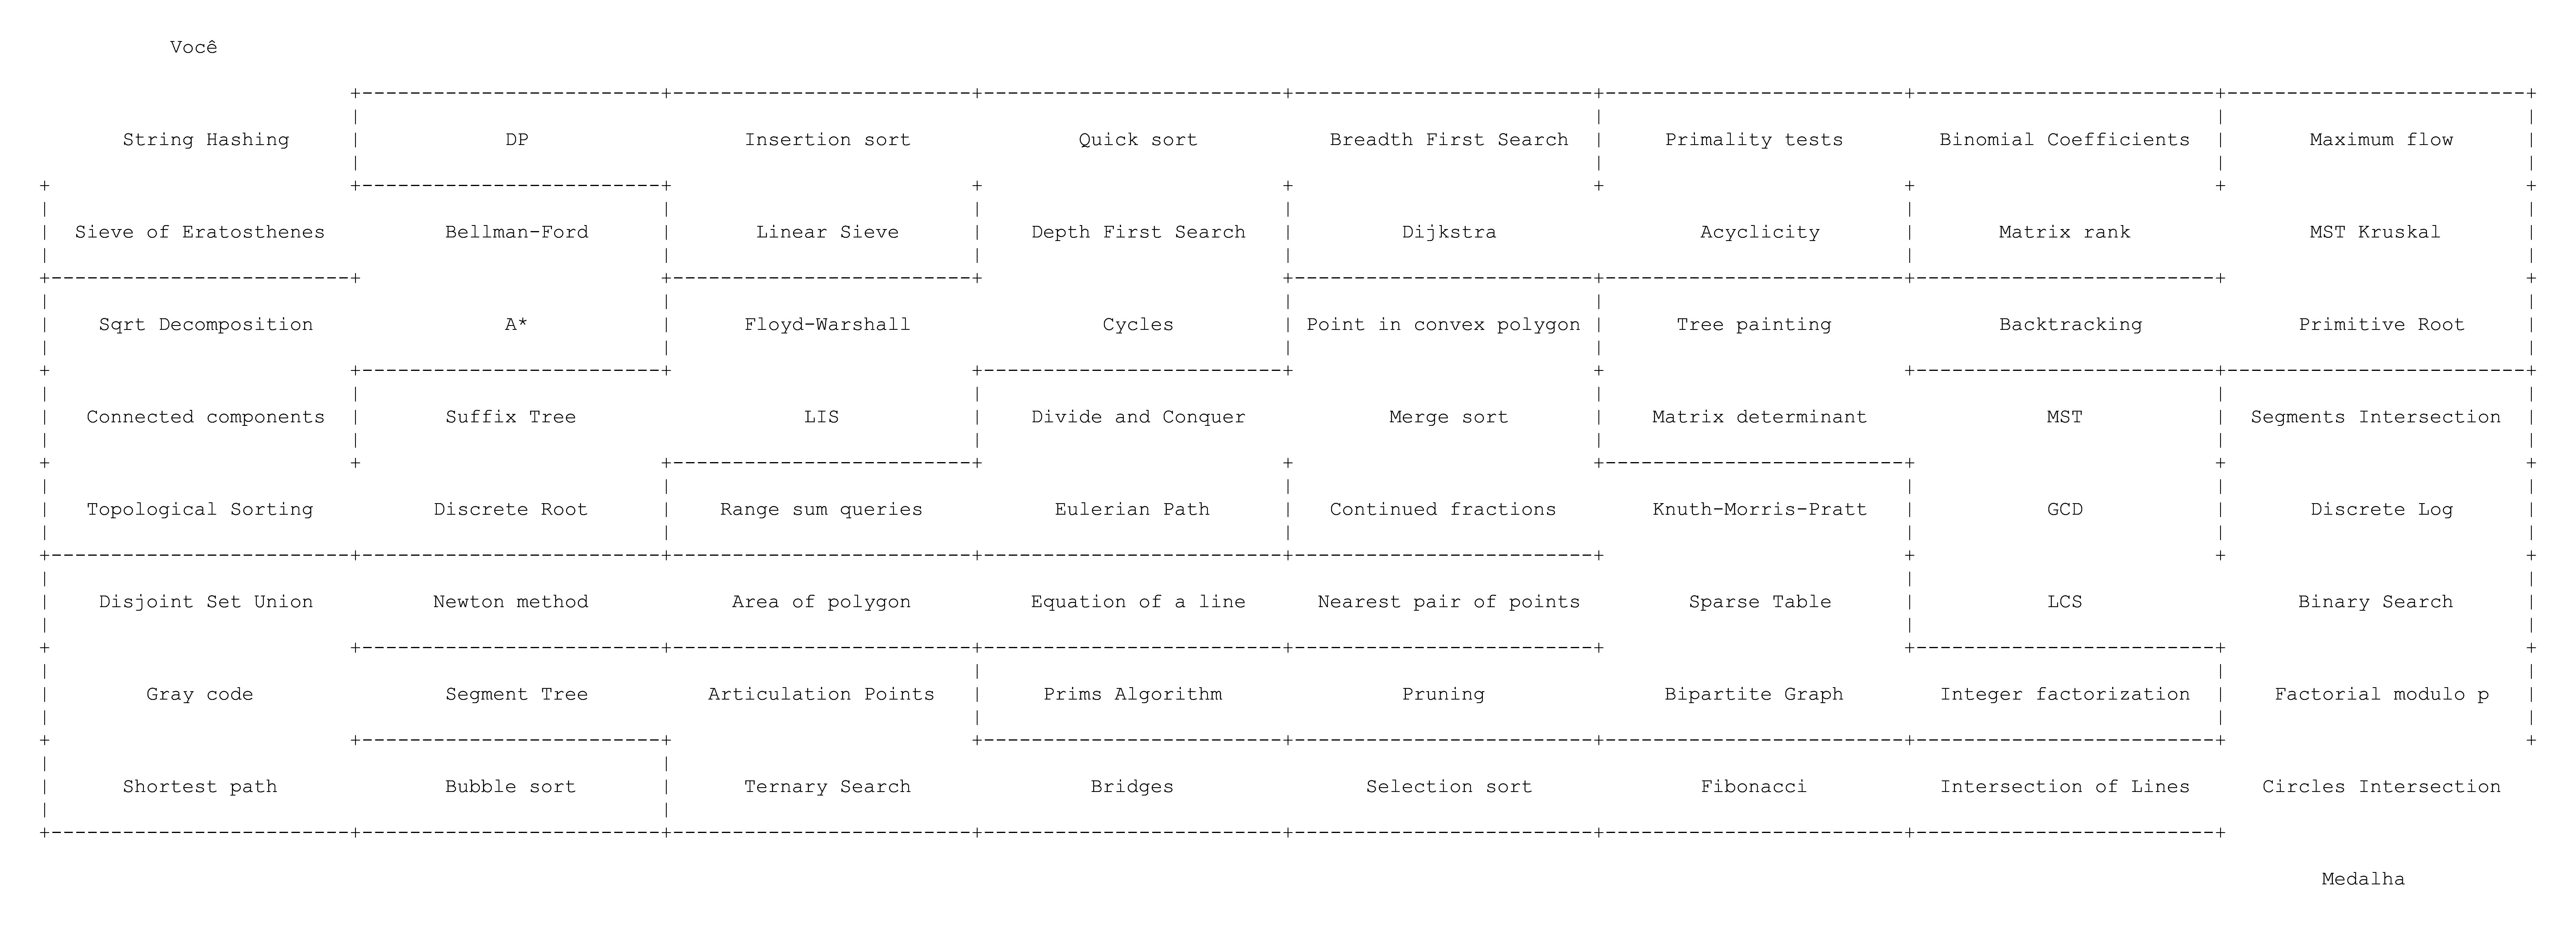 Você
String Hashing DP Insertion sort Quick sort Breadth First Search Primality tests Binomial Coefficients Maximum flow
Sieve of Eratosthenes Bellman-Ford Linear Sieve Depth First Search Dijkstra Acyclicity Matrix rank MST Kruskal
Sqrt Decomposition A* Floyd-Warshall Cycles Point in convex polygon Tree painting Backtracking Primitive Root
Connected components Suffix Tree LIS Divide and Conquer Merge sort Matrix determinant MST Segments Intersection
Topological Sorting Discrete Root Range sum queries Eulerian Path Continued fractions Knuth-Morris-Pratt GCD Discrete Log
Disjoint Set Union Newton method Area of polygon Equation of a line Nearest pair of points Sparse Table LCS Binary Search
Gray code Segment Tree Articulation Points Prims Algorithm Pruning Bipartite Graph Integer factorization Factorial modulo p
Shortest path Bubble sort Ternary Search Bridges Selection sort Fibonacci Intersection of Lines Circles Intersection
Medalha